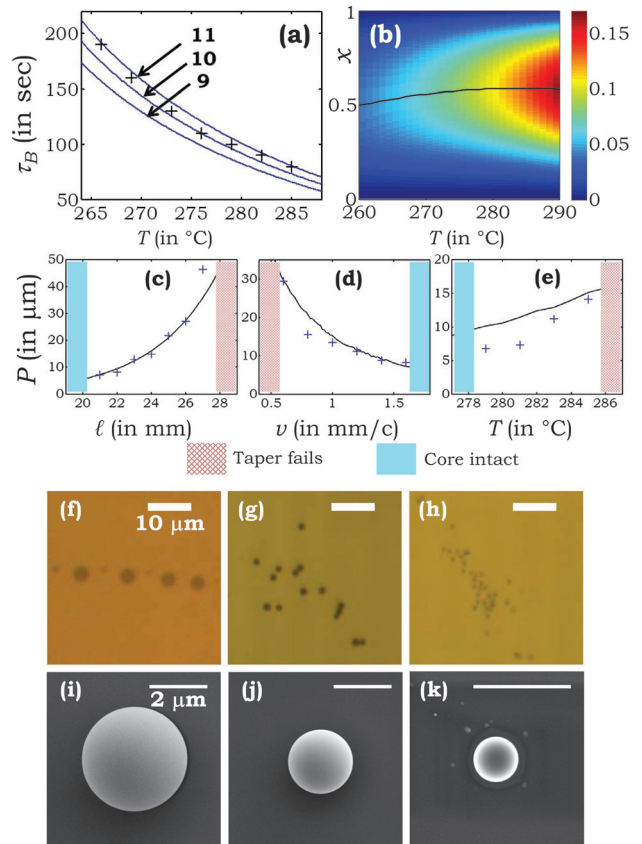 200
150
100
50
τB (in sec)
(a)
11
10
9
265 270 275 280 285
T (in °C)
1
x
0.5
0
(b)
260 270 280 290
T (in °C)
0.15
0.1
0.05
0
50
40
30
20
10
0
P (in μm)
(c)
20 22 24 26 28
ℓ (in mm)
30
20
10
0
(d)
0.5 1 1.5
v (in mm/c)
20
15
10
5
0
(e)
278 280 282 284 286
T (in °C)
Taper fails
Core intact
(f)
10 μm
(g)
(h)
(i)
2 μm
(j)
(k)